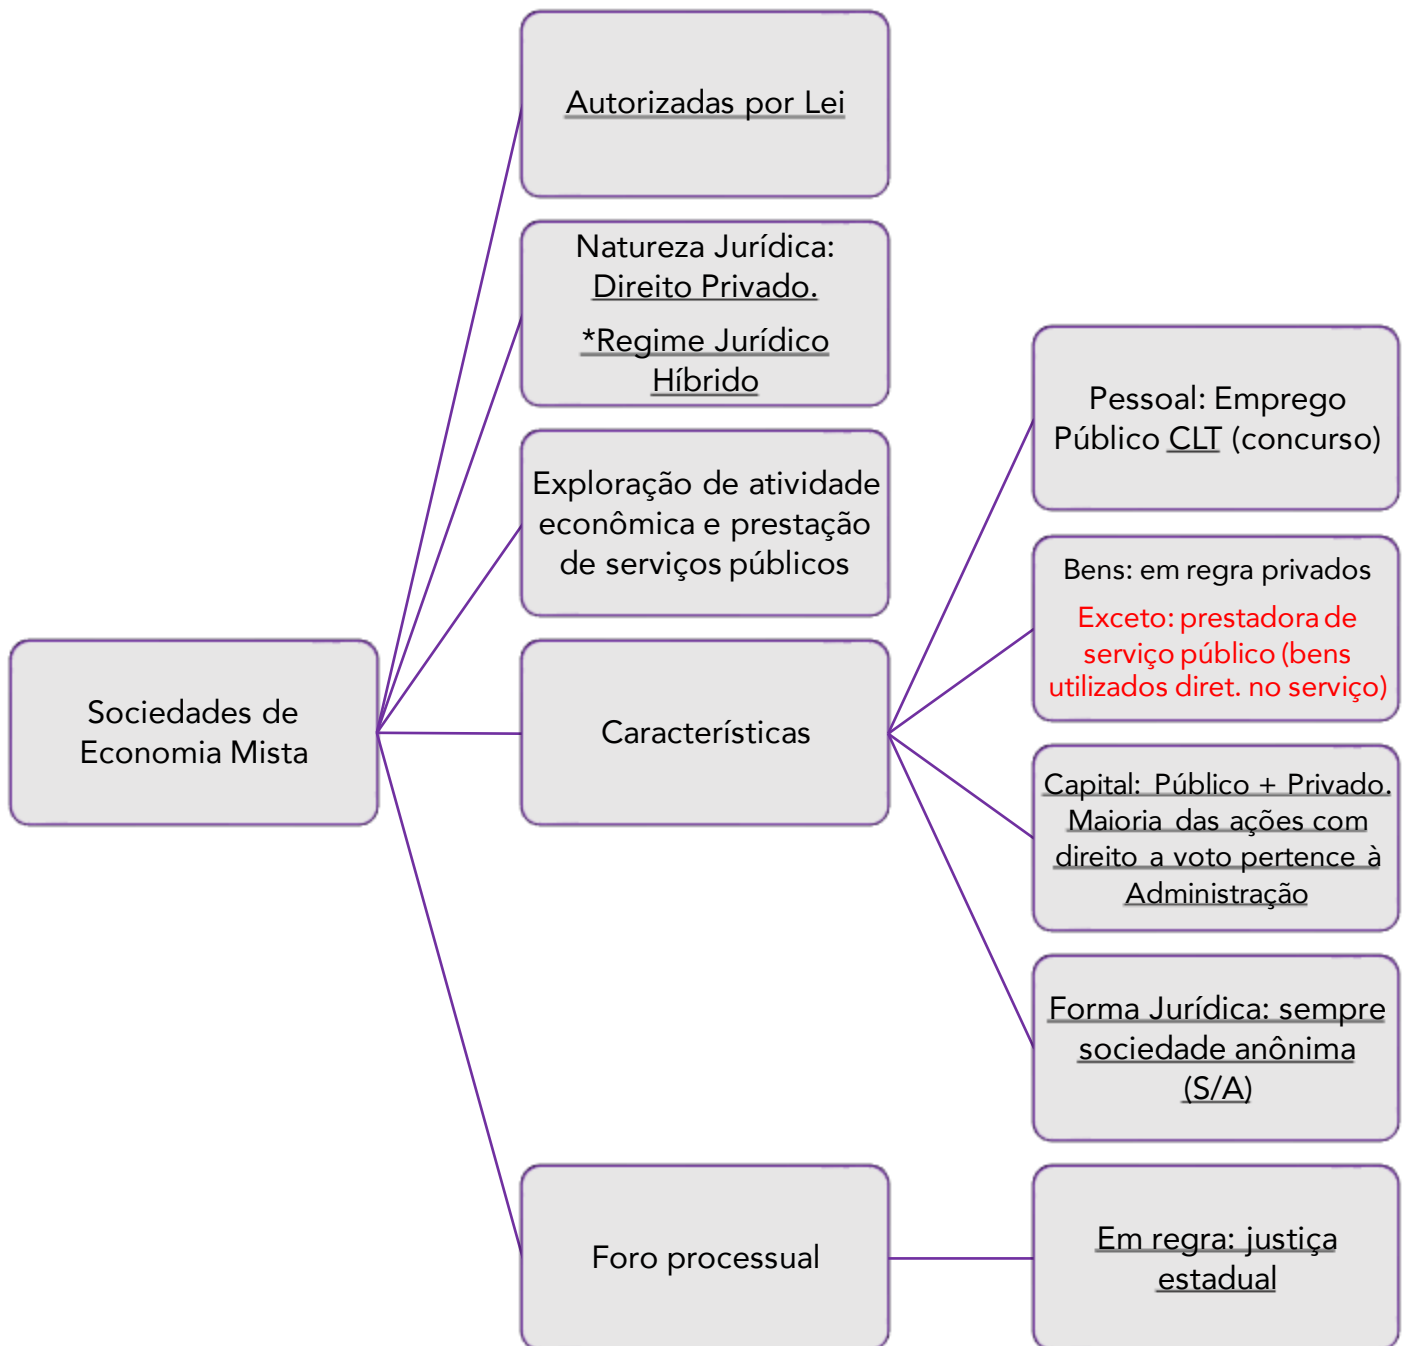 Autorizadas por Lei
Natureza Jurídica:
Direito Privado.
*Regime Jurídico
Híbrido
Exploração de atividade
econômica e prestação
de serviços públicos
Sociedades de
Economia Mista
Características
Pessoal: Emprego
Público CLT (concurso)
Bens: em regra privados
Exceto: prestadora de
serviço público (bens
utilizados diret. no serviço)
Capital: Público + Privado.
Maioria das ações com
direito a voto pertence à
Administração
Forma Jurídica: sempre
sociedade anônima
(S/A)
Foro processual
Em regra: justiça
estadual